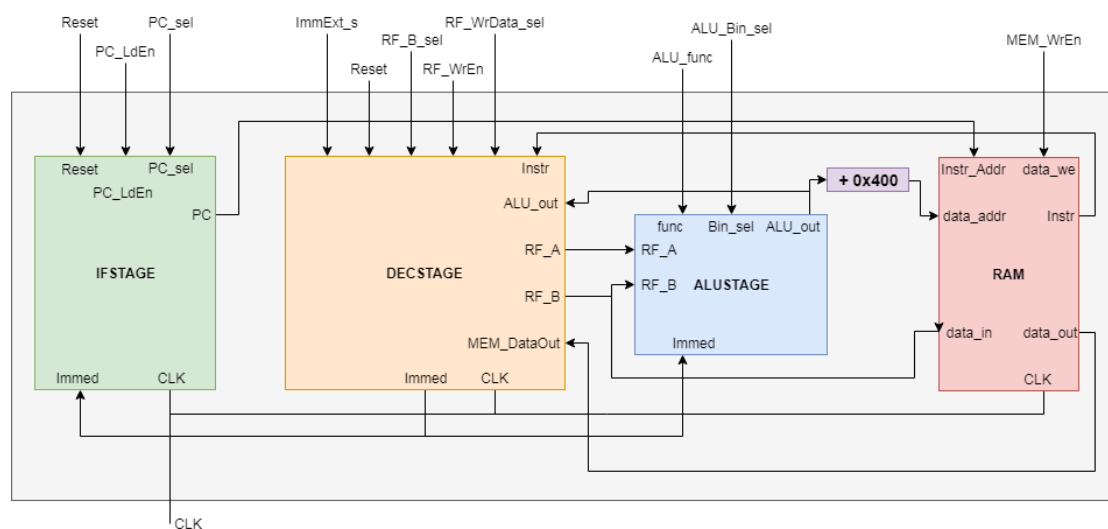 Reset
PC_sel
ImmExt_s
RF_WrData_sel
ALU_Bin_sel
RF_B_sel
PC_LdEn
ALU_func
MEM_WrEn
Reset
RF_WrEn
Reset
PC_sel
PC_LdEn
PC
IFSTAGE
Immed
CLK
Instr
ALU_out
RF_A
DECSTAGE
RF_B
MEM_DataOut
Immed
CLK
func
Bin_sel
ALU_out
RF_A
RF_B
ALUSTAGE
Immed
+ 0x400
Instr_Addr
data_we
data_addr
Instr
RAM
data_in
data_out
CLK
CLK